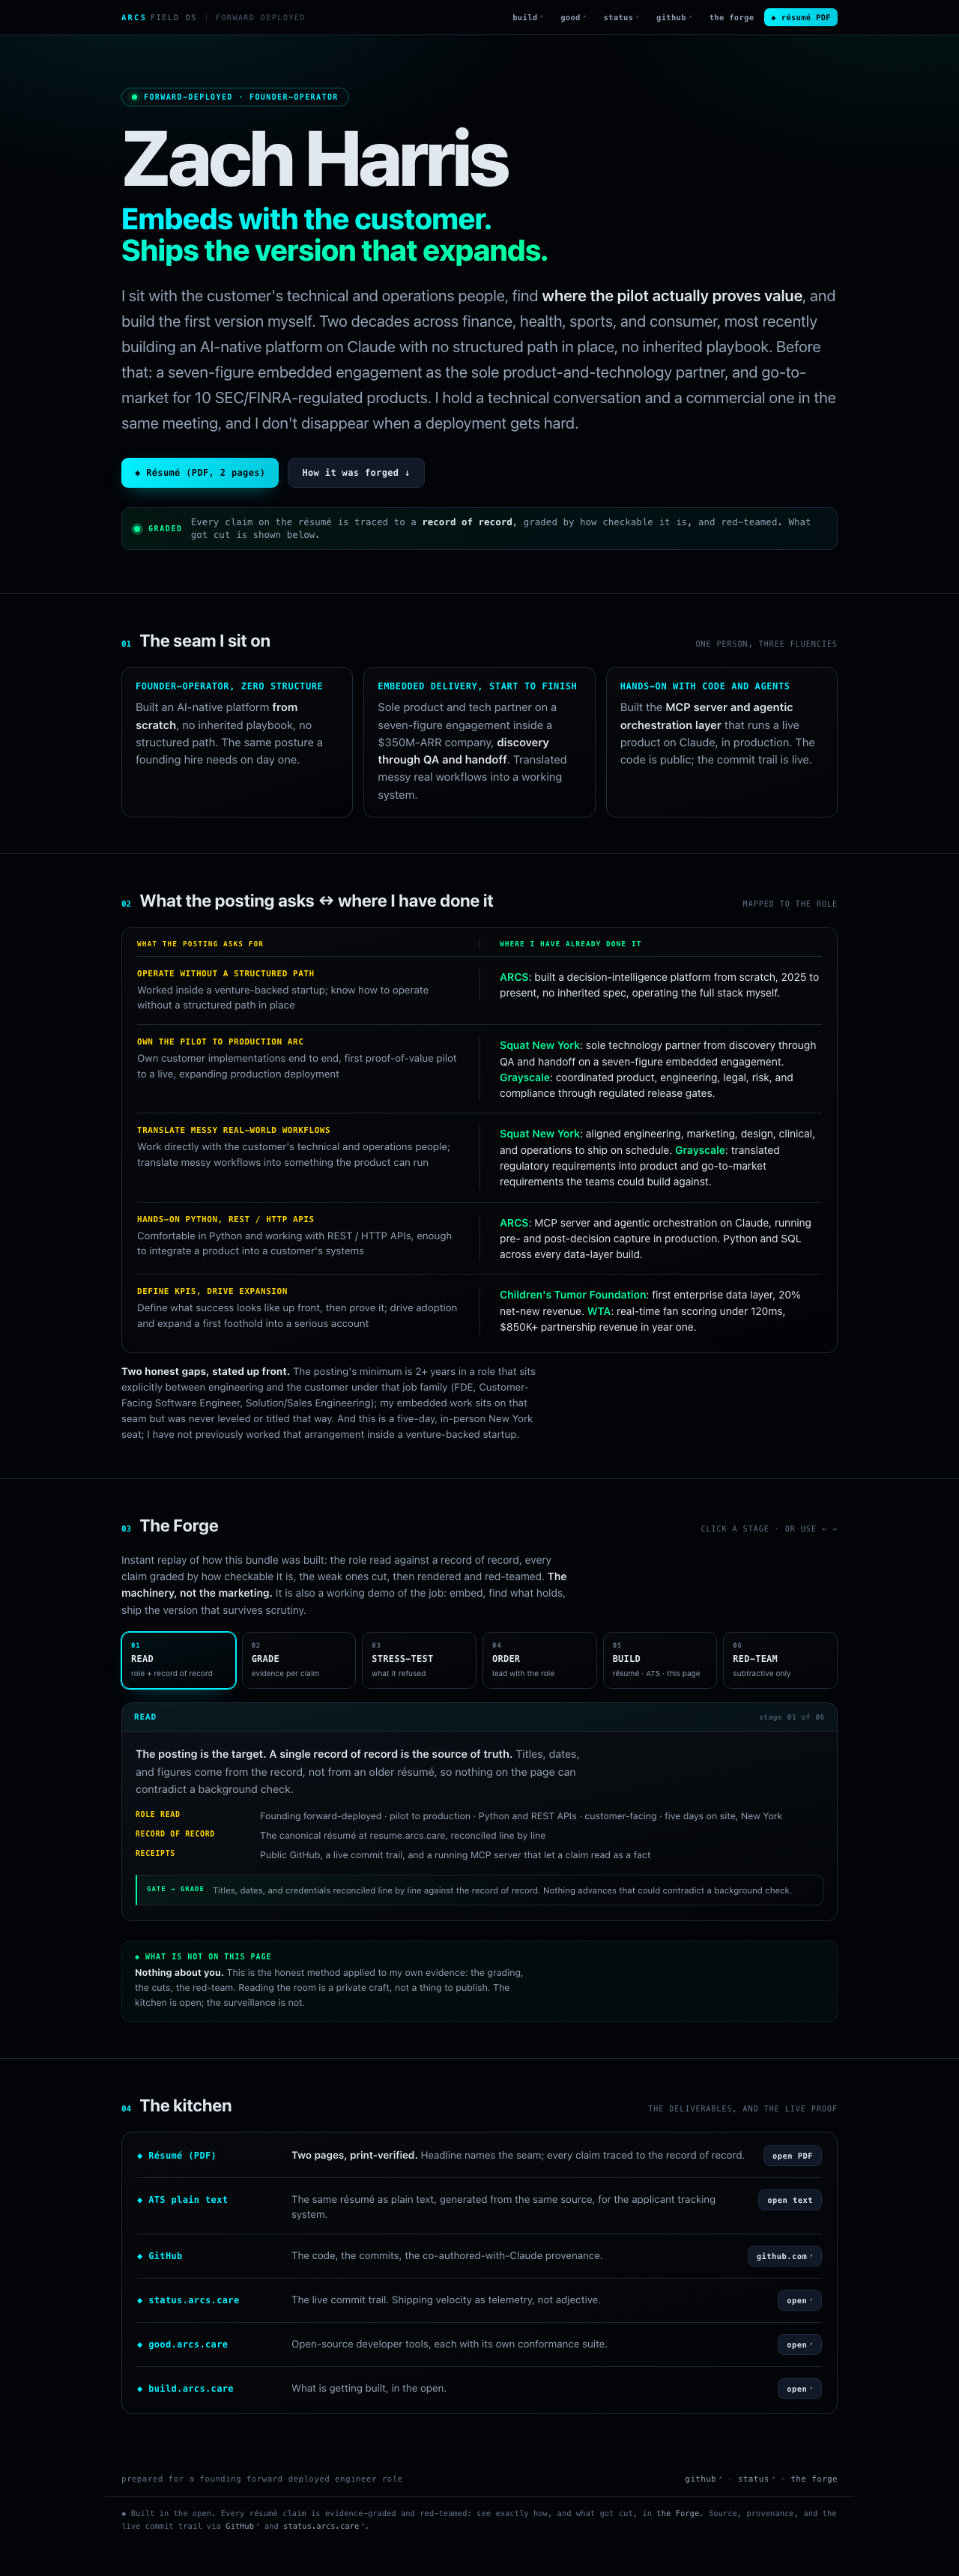 ARCS FIELD OS | FORWARD DEPLOYED
build ↗ good ↗ status ↗ github ↗ the forge ◆ résumé PDF
FORWARD-DEPLOYED · FOUNDER-OPERATOR
Zach Harris
Embeds with the customer.
Ships the version that expands.
I sit with the customer's technical and operations people, find where the pilot actually proves value, and
build the first version myself. Two decades across finance, health, sports, and consumer, most recently
building an AI-native platform on Claude with no structured path in place, no inherited playbook. Before
that: a seven-figure embedded engagement as the sole product-and-technology partner, and go-to-
market for 10 SEC/FINRA-regulated products. I hold a technical conversation and a commercial one in the
same meeting, and I don't disappear when a deployment gets hard.
◆ Résumé (PDF, 2 pages)
How it was forged ↓
GRADED
Every claim on the résumé is traced to a record of record, graded by how checkable it is, and red-teamed. What
got cut is shown below.
01 The seam I sit on
ONE PERSON, THREE FLUENCIES
FOUNDER-OPERATOR, ZERO STRUCTURE
Built an AI-native platform from
scratch, no inherited playbook, no
structured path. The same posture a
founding hire needs on day one.
EMBEDDED DELIVERY, START TO FINISH
Sole product and tech partner on a
seven-figure engagement inside a
$350M-ARR company, discovery
through QA and handoff. Translated
messy real workflows into a working
system.
HANDS-ON WITH CODE AND AGENTS
Built the MCP server and agentic
orchestration layer that runs a live
product on Claude, in production. The
code is public; the commit trail is live.
02 What the posting asks ↔ where I have done it
MAPPED TO THE ROLE
WHAT THE POSTING ASKS FOR
WHERE I HAVE ALREADY DONE IT
OPERATE WITHOUT A STRUCTURED PATH
Worked inside a venture-backed startup; know how to operate
without a structured path in place
ARCS: built a decision-intelligence platform from scratch, 2025 to
present, no inherited spec, operating the full stack myself.
OWN THE PILOT TO PRODUCTION ARC
Own customer implementations end to end, first proof-of-value pilot
to a live, expanding production deployment
Squat New York: sole technology partner from discovery through
QA and handoff on a seven-figure embedded engagement.
Grayscale: coordinated product, engineering, legal, risk, and
compliance through regulated release gates.
TRANSLATE MESSY REAL-WORLD WORKFLOWS
Work directly with the customer's technical and operations people;
translate messy workflows into something the product can run
Squat New York: aligned engineering, marketing, design, clinical,
and operations to ship on schedule. Grayscale: translated
regulatory requirements into product and go-to-market
requirements the teams could build against.
HANDS-ON PYTHON, REST / HTTP APIS
Comfortable in Python and working with REST / HTTP APIs, enough
to integrate a product into a customer's systems
ARCS: MCP server and agentic orchestration on Claude, running
pre- and post-decision capture in production. Python and SQL
across every data-layer build.
DEFINE KPIS, DRIVE EXPANSION
Define what success looks like up front, then prove it; drive adoption
and expand a first foothold into a serious account
Children's Tumor Foundation: first enterprise data layer, 20%
net-new revenue. WTA: real-time fan scoring under 120ms,
$850K+ partnership revenue in year one.
Two honest gaps, stated up front. The posting's minimum is 2+ years in a role that sits
explicitly between engineering and the customer under that job family (FDE, Customer-
Facing Software Engineer, Solution/Sales Engineering); my embedded work sits on that
seam but was never leveled or titled that way. And this is a five-day, in-person New York
seat; I have not previously worked that arrangement inside a venture-backed startup.
03 The Forge
CLICK A STAGE · OR USE ← →
Instant replay of how this bundle was built: the role read against a record of record, every
claim graded by how checkable it is, the weak ones cut, then rendered and red-teamed. The
machinery, not the marketing. It is also a working demo of the job: embed, find what holds,
ship the version that survives scrutiny.
01
READ
role + record of record
02
GRADE
evidence per claim
03
STRESS-TEST
what it refused
04
ORDER
lead with the role
05
BUILD
résumé · ATS · this page
06
RED-TEAM
subtractive only
READ
stage 01 of 06
The posting is the target. A single record of record is the source of truth. Titles, dates,
and figures come from the record, not from an older résumé, so nothing on the page can
contradict a background check.
ROLE READ
Founding forward-deployed · pilot to production · Python and REST APIs · customer-facing · five days on site, New York
RECORD OF RECORD
The canonical résumé at resume.arcs.care, reconciled line by line
RECEIPTS
Public GitHub, a live commit trail, and a running MCP server that let a claim read as a fact
GATE → GRADE Titles, dates, and credentials reconciled line by line against the record of record. Nothing advances that could contradict a background check.
◆ WHAT IS NOT ON THIS PAGE
Nothing about you. This is the honest method applied to my own evidence: the grading,
the cuts, the red-team. Reading the room is a private craft, not a thing to publish. The
kitchen is open; the surveillance is not.
04 The kitchen
THE DELIVERABLES, AND THE LIVE PROOF
◆ Résumé (PDF)
Two pages, print-verified. Headline names the seam; every claim traced to the record of record.
open PDF
◆ ATS plain text
The same résumé as plain text, generated from the same source, for the applicant tracking
system.
open text
◆ GitHub
The code, the commits, the co-authored-with-Claude provenance.
github.com ↗
◆ status.arcs.care
The live commit trail. Shipping velocity as telemetry, not adjective.
open ↗
◆ good.arcs.care
Open-source developer tools, each with its own conformance suite.
open ↗
◆ build.arcs.care
What is getting built, in the open.
open ↗
prepared for a founding forward deployed engineer role
github ↗ · status ↗ · the forge
◆ Built in the open. Every résumé claim is evidence-graded and red-teamed: see exactly how, and what got cut, in the Forge. Source, provenance, and the
live commit trail via GitHub ↗ and status.arcs.care ↗.